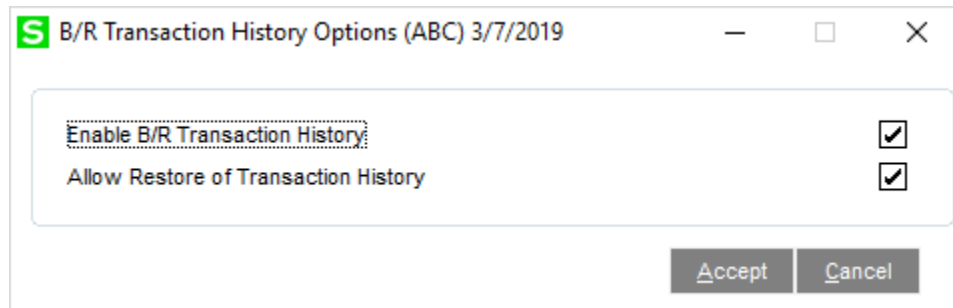 S B/R Transaction History Options (ABC) 3/7/2019
Enable B/R Transaction History
Allow Restore of Transaction History
Accept Cancel